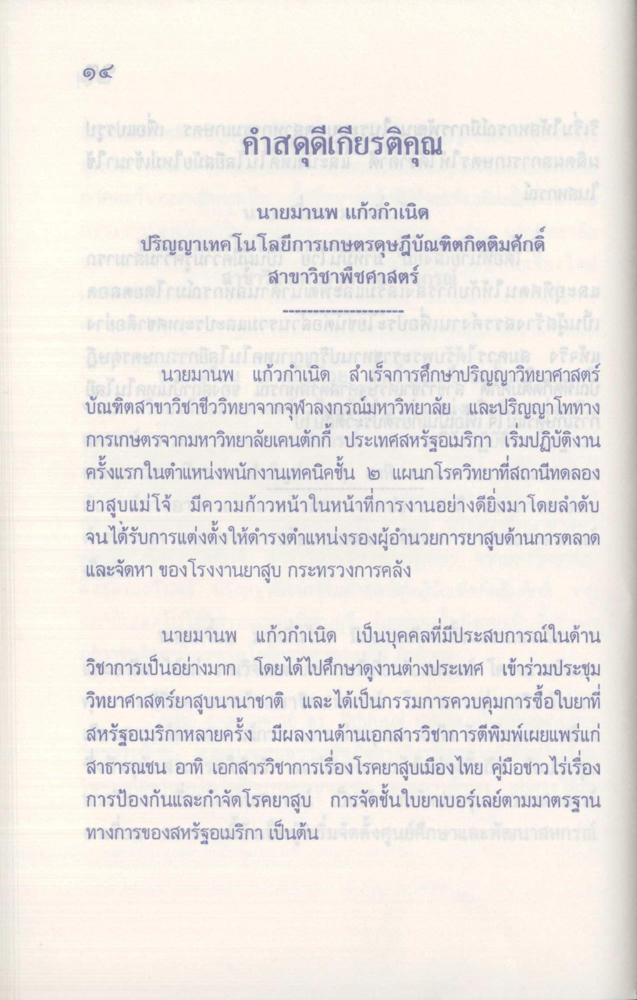 ๑๔
คำสดุดีเกียรติคุณ
นายมานพ แก้วกำเนิด
ปริญญาเทคโนโลยีการเกษตรดุษฎีบัณฑิตกิตติมศักดิ์
สาขาวิชาพืชศาสตร์
--------------------
นายมานพ แก้วกำเนิด สำเร็จการศึกษาปริญญาวิทยาศาสตร์
บัณฑิตสาขาวิชาชีววิทยาจากจุฬาลงกรณ์มหาวิทยาลัย และปริญญาโททาง
การเกษตรจากมหาวิทยาลัยเคนตักกี้ ประเทศสหรัฐอเมริกา เริ่มปฏิบัติงาน
ครั้งแรกในตำแหน่งพนักงานเทคนิคชั้น ๒ แผนกโรควิทยาที่สถานีทดลอง
ยาสูบแม่โจ้ มีความก้าวหน้าในหน้าที่การงานอย่างดียิ่งมาโดยลำดับ
จนได้รับการแต่งตั้งให้ดำรงตำแหน่งรองผู้อำนวยการยาสูบด้านการตลาด
และจัดหา ของโรงงานยาสูบ กระทรวงการคลัง
นายมานพ แก้วกำเนิด เป็นบุคคลที่มีประสบการณ์ในด้าน
วิชาการเป็นอย่างมาก โดยได้ไปศึกษาดูงานต่างประเทศ เข้าร่วมประชุม
วิทยาศาสตร์ยาสูบนานาชาติ และได้เป็นกรรมการควบคุมการซื้อใบยาที่
สหรัฐอเมริกาหลายครั้ง มีผลงานด้านเอกสารวิชาการตีพิมพ์เผยแพร่แก่
สาธารณชน อาทิ เอกสารวิชาการเรื่องโรคยาสูบเมืองไทย คู่มือชาวไร่เรื่อง
การป้องกันและกำจัดโรคยาสูบ การจัดชั้นใบยาเบอร์เลย์ตามมาตรฐาน
ทางการของสหรัฐอเมริกา เป็นต้น